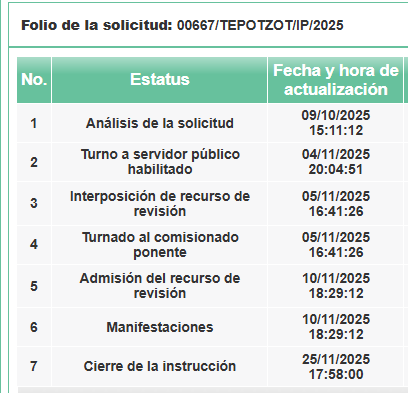 Folio de la solicitud: 00667/TEPOTZOT/IP/2025
No. Estatus Fecha y hora de actualización
1 Análisis de la solicitud 09/10/2025 15:11:12
2 Turno a servidor público habilitado 04/11/2025 20:04:51
3 Interposición de recurso de revisión 05/11/2025 16:41:26
4 Turnado al comisionado ponente 05/11/2025 16:41:26
5 Admisión del recurso de revisión 10/11/2025 18:29:12
6 Manifestaciones 10/11/2025 18:29:12
7 Cierre de la instrucción 25/11/2025 17:58:00